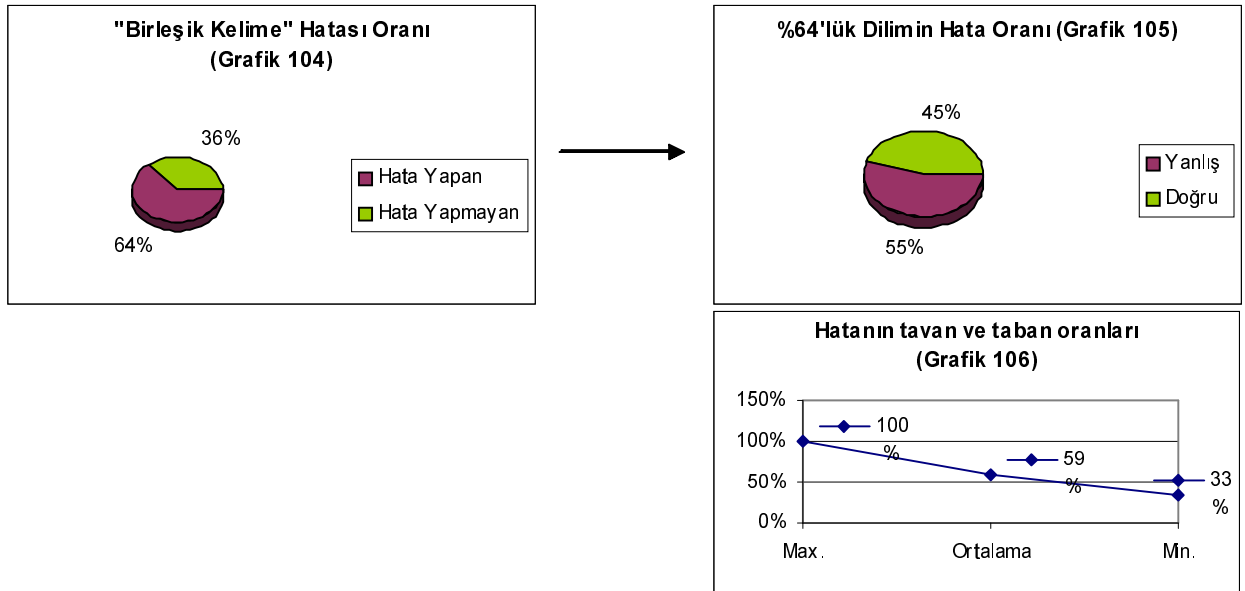 "Birleşik Kelime" Hatası Oranı
(Grafik 104)
36%
64%
Hata Yapan
Hata Yapmayan
%64'lük Dilimin Hata Oranı (Grafik 105)
45%
55%
Yanlış
Doğru
Hatanın tavan ve taban oranları
(Grafik 106)
150%
100%
50%
0%
100
%
59
%
33
%
Max.
Ortalama
Min.